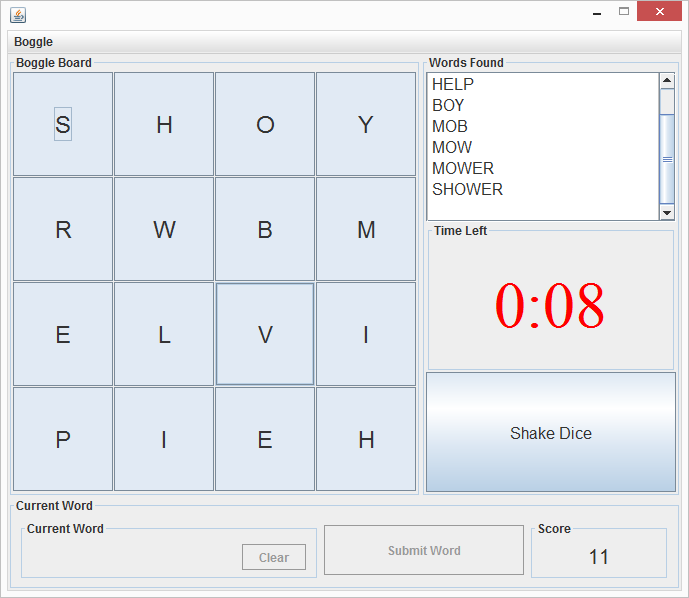 Boggle
Boggle Board
S H O Y
R W B M
E L V I
P I E H
Words Found
HELP
BOY
MOB
MOW
MOWER
SHOWER
Time Left
0:08
Shake Dice
Current Word
Current Word
Clear
Submit Word
Score
11